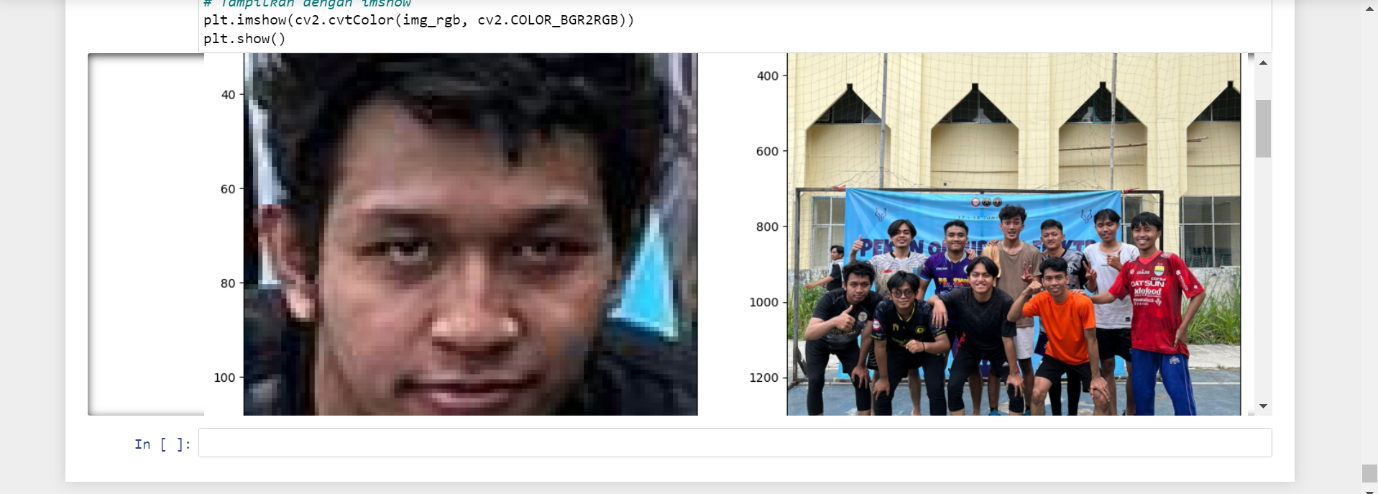 # Tampilkan dengan imshow
plt.imshow(cv2.cvtColor(img_rgb, cv2.COLOR_BGR2RGB))
plt.show()
40
60
80
100
400
600
800
1000
1200
DATSUN
indofood
In [ ]: